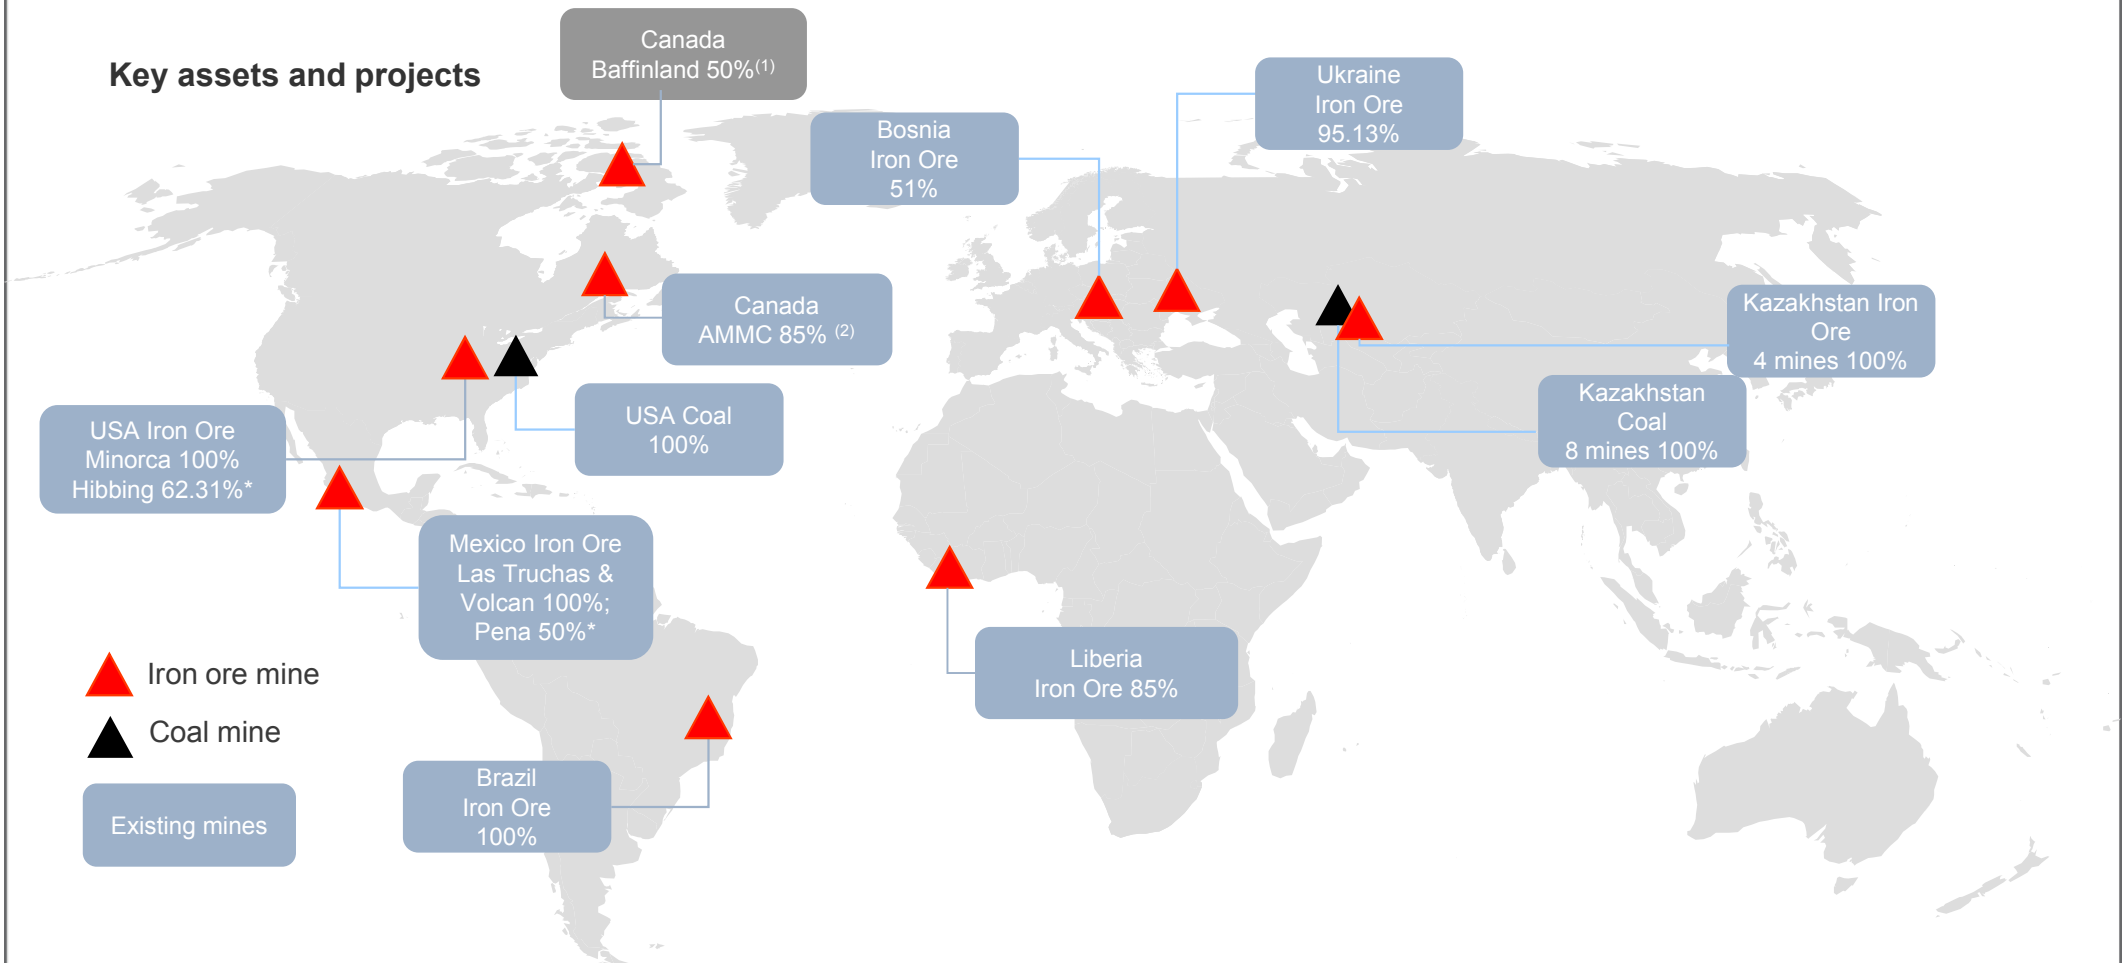 Key assets and projects
Canada
Baffinland 50%(1)
Ukraine
Iron Ore
95.13%
Bosnia
Iron Ore
51%
Canada
AMMC 85% (2)
Kazakhstan Iron
Ore
4 mines 100%
Kazakhstan
Coal
8 mines 100%
USA Coal
100%
USA Iron Ore
Minorca 100%
Hibbing 62.31%*
Mexico Iron Ore
Las Truchas &
Volcan 100%;
Pena 50%*
Liberia
Iron Ore 85%
Iron ore mine
Coal mine
Existing mines
Brazil
Iron Ore
100%